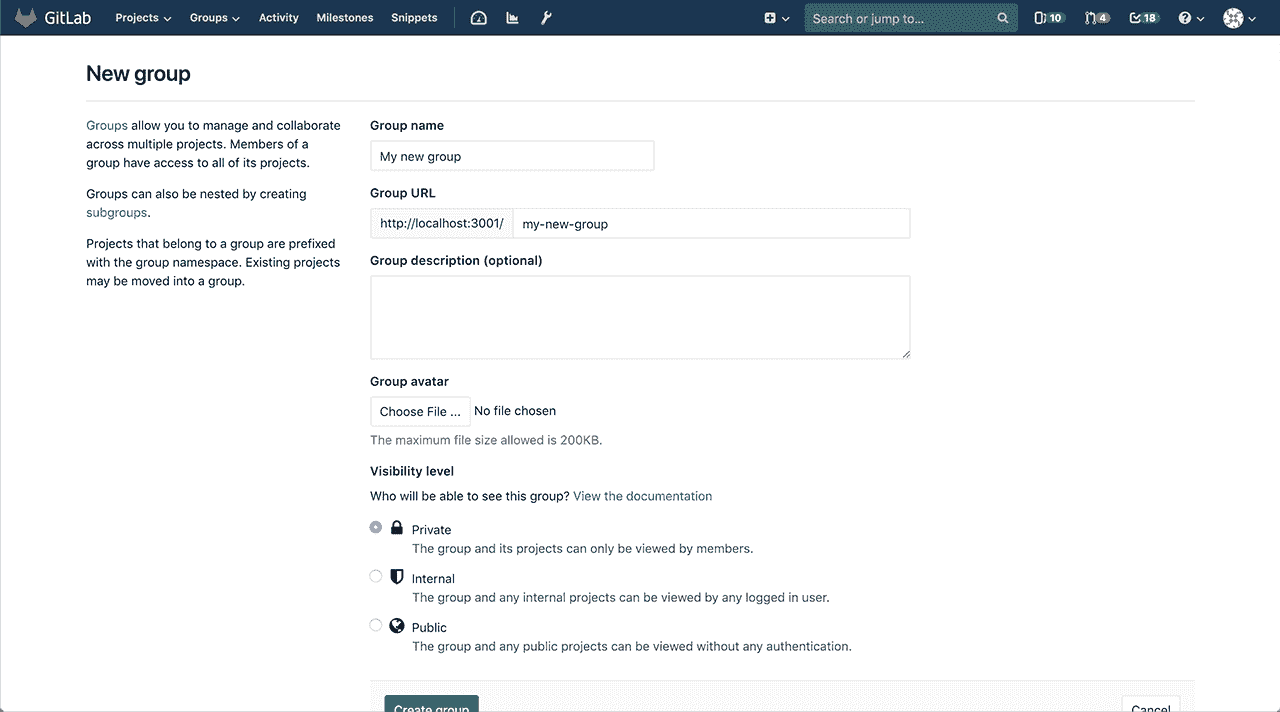 GitLab Projects Groups Activity Milestones Snippets Search or jump to... 10 4 18
New group
Groups allow you to manage and collaborate
across multiple projects. Members of a
group have access to all of its projects.
Groups can also be nested by creating
subgroups.
Projects that belong to a group are prefixed
with the group namespace. Existing projects
may be moved into a group.
Group name
My new group
Group URL
http://localhost:3001/ my-new-group
Group description (optional)
Group avatar
Choose File ... No file chosen
The maximum file size allowed is 200KB.
Visibility level
Who will be able to see this group? View the documentation
Private
The group and its projects can only be viewed by members.
Internal
The group and any internal projects can be viewed by any logged in user.
Public
The group and any public projects can be viewed without any authentication.
Create group Cancel